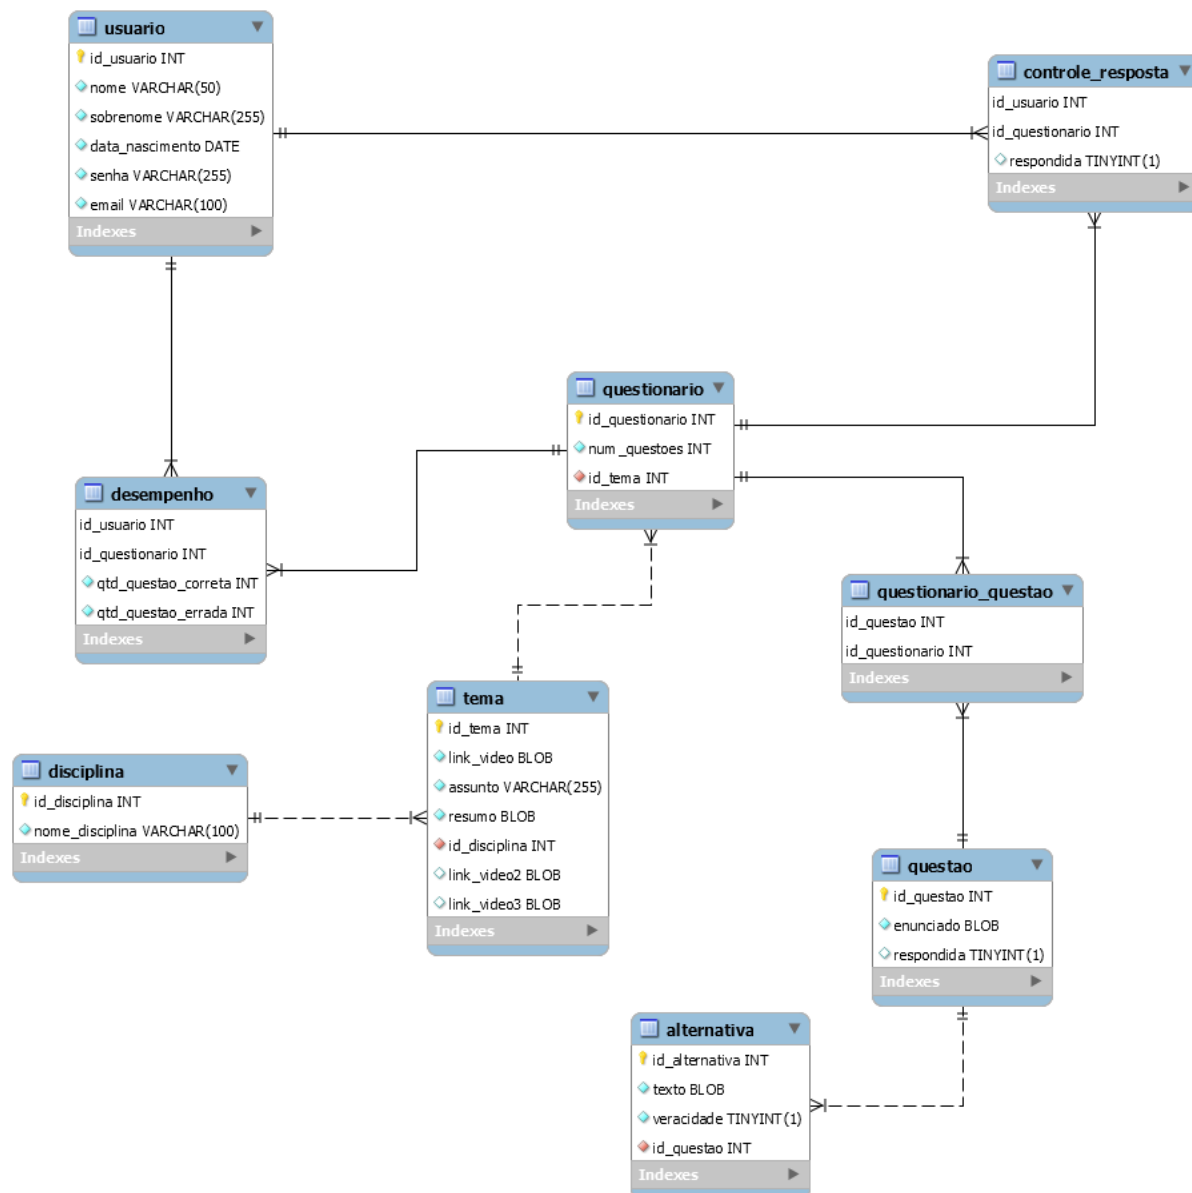 usuario
id_usuario INT
nome VARCHAR(50)
sobrenome VARCHAR(255)
data_nascimento DATE
senha VARCHAR(255)
email VARCHAR(100)
Indexes
controle_resposta
id_usuario INT
id_questionario INT
respondida TINYINT(1)
Indexes
questionario
id_questionario INT
num_questoes INT
id_tema INT
Indexes
desempenho
id_usuario INT
id_questionario INT
qtd_questao_correta INT
qtd_questao_errada INT
Indexes
questionario_questao
id_questao INT
id_questionario INT
Indexes
tema
id_tema INT
link_video BLOB
assunto VARCHAR(255)
resumo BLOB
id_disciplina INT
link_video2 BLOB
link_video3 BLOB
Indexes
disciplina
id_disciplina INT
nome_disciplina VARCHAR(100)
Indexes
questao
id_questao INT
enunciado BLOB
respondida TINYINT(1)
Indexes
alternativa
id_alternativa INT
texto BLOB
veracidade TINYINT(1)
id_questao INT
Indexes